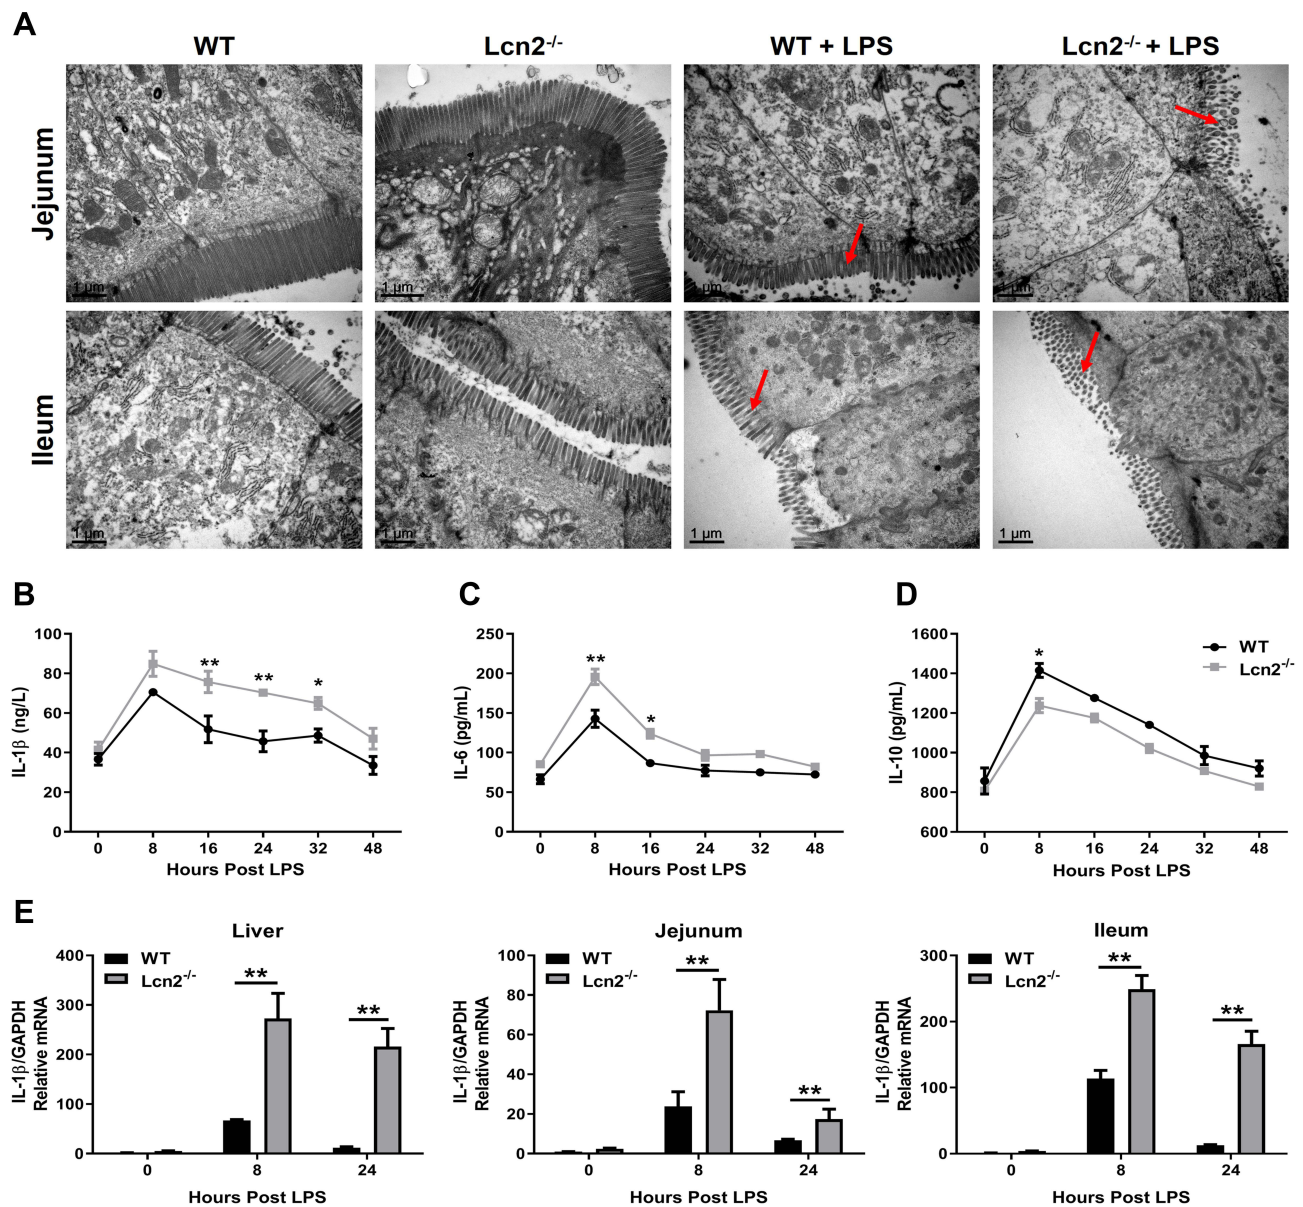 A
WT
Lcn2-/-
WT + LPS
Lcn2-/- + LPS
Jejunum
1 µm
1 µm
µm
1 µm
Ileum
1 µm
1 µm
1 µm
1 µm
B
C
D
IL-1β (ng/L)
100
80
60
40
20
0
0 8 16 24 32 48
Hours Post LPS
** ** *
IL-6 (pg/mL)
250
200
150
100
50
0
0 8 16 24 32 48
Hours Post LPS
** *
IL-10 (pg/mL)
1600
1400
1200
1000
800
600
0 8 16 24 32 48
Hours Post LPS
*
WT
Lcn2-/-
E
Liver
WT
Lcn2-/-
IL-1β/GAPDH
Relative mRNA
400
300
200
100
0
** **
0 8 24
Hours Post LPS
Jejunum
WT
Lcn2-/-
IL-1β/GAPDH
Relative mRNA
100
80
60
40
20
0
** **
0 8 24
Hours Post LPS
Ileum
WT
Lcn2-/-
IL-1β/GAPDH
Relative mRNA
300
200
100
0
** **
0 8 24
Hours Post LPS